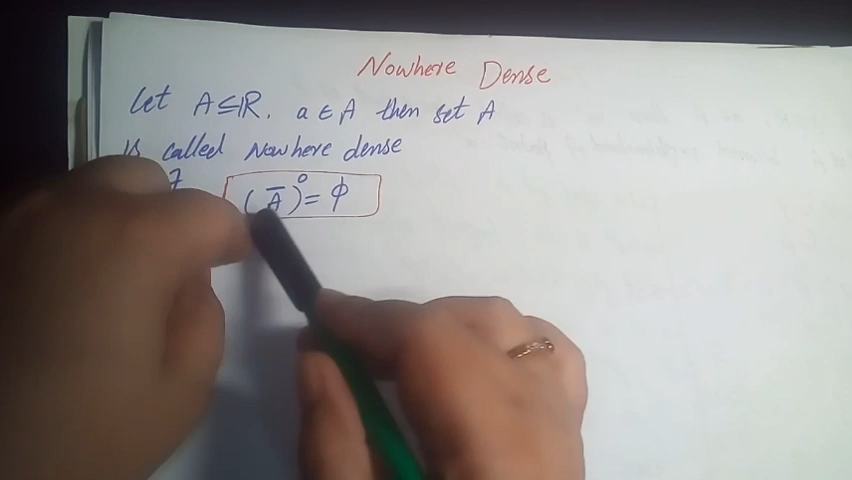 Nowhere Dense
Let A⊆ℝ, a ∈ A then set A
is called Nowhere dense
(A̅)° = ϕ